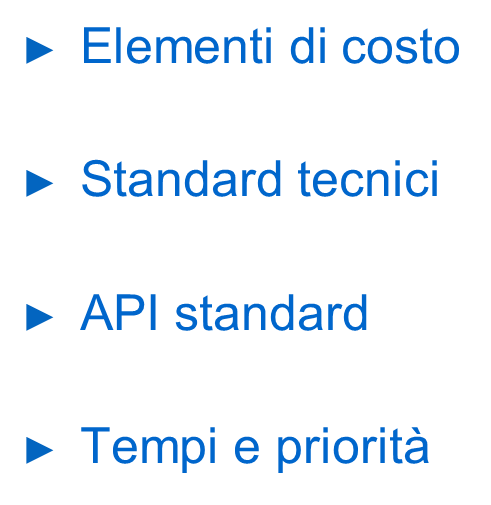 ► Elementi di costo
► Standard tecnici
► API standard
► Tempi e priorità